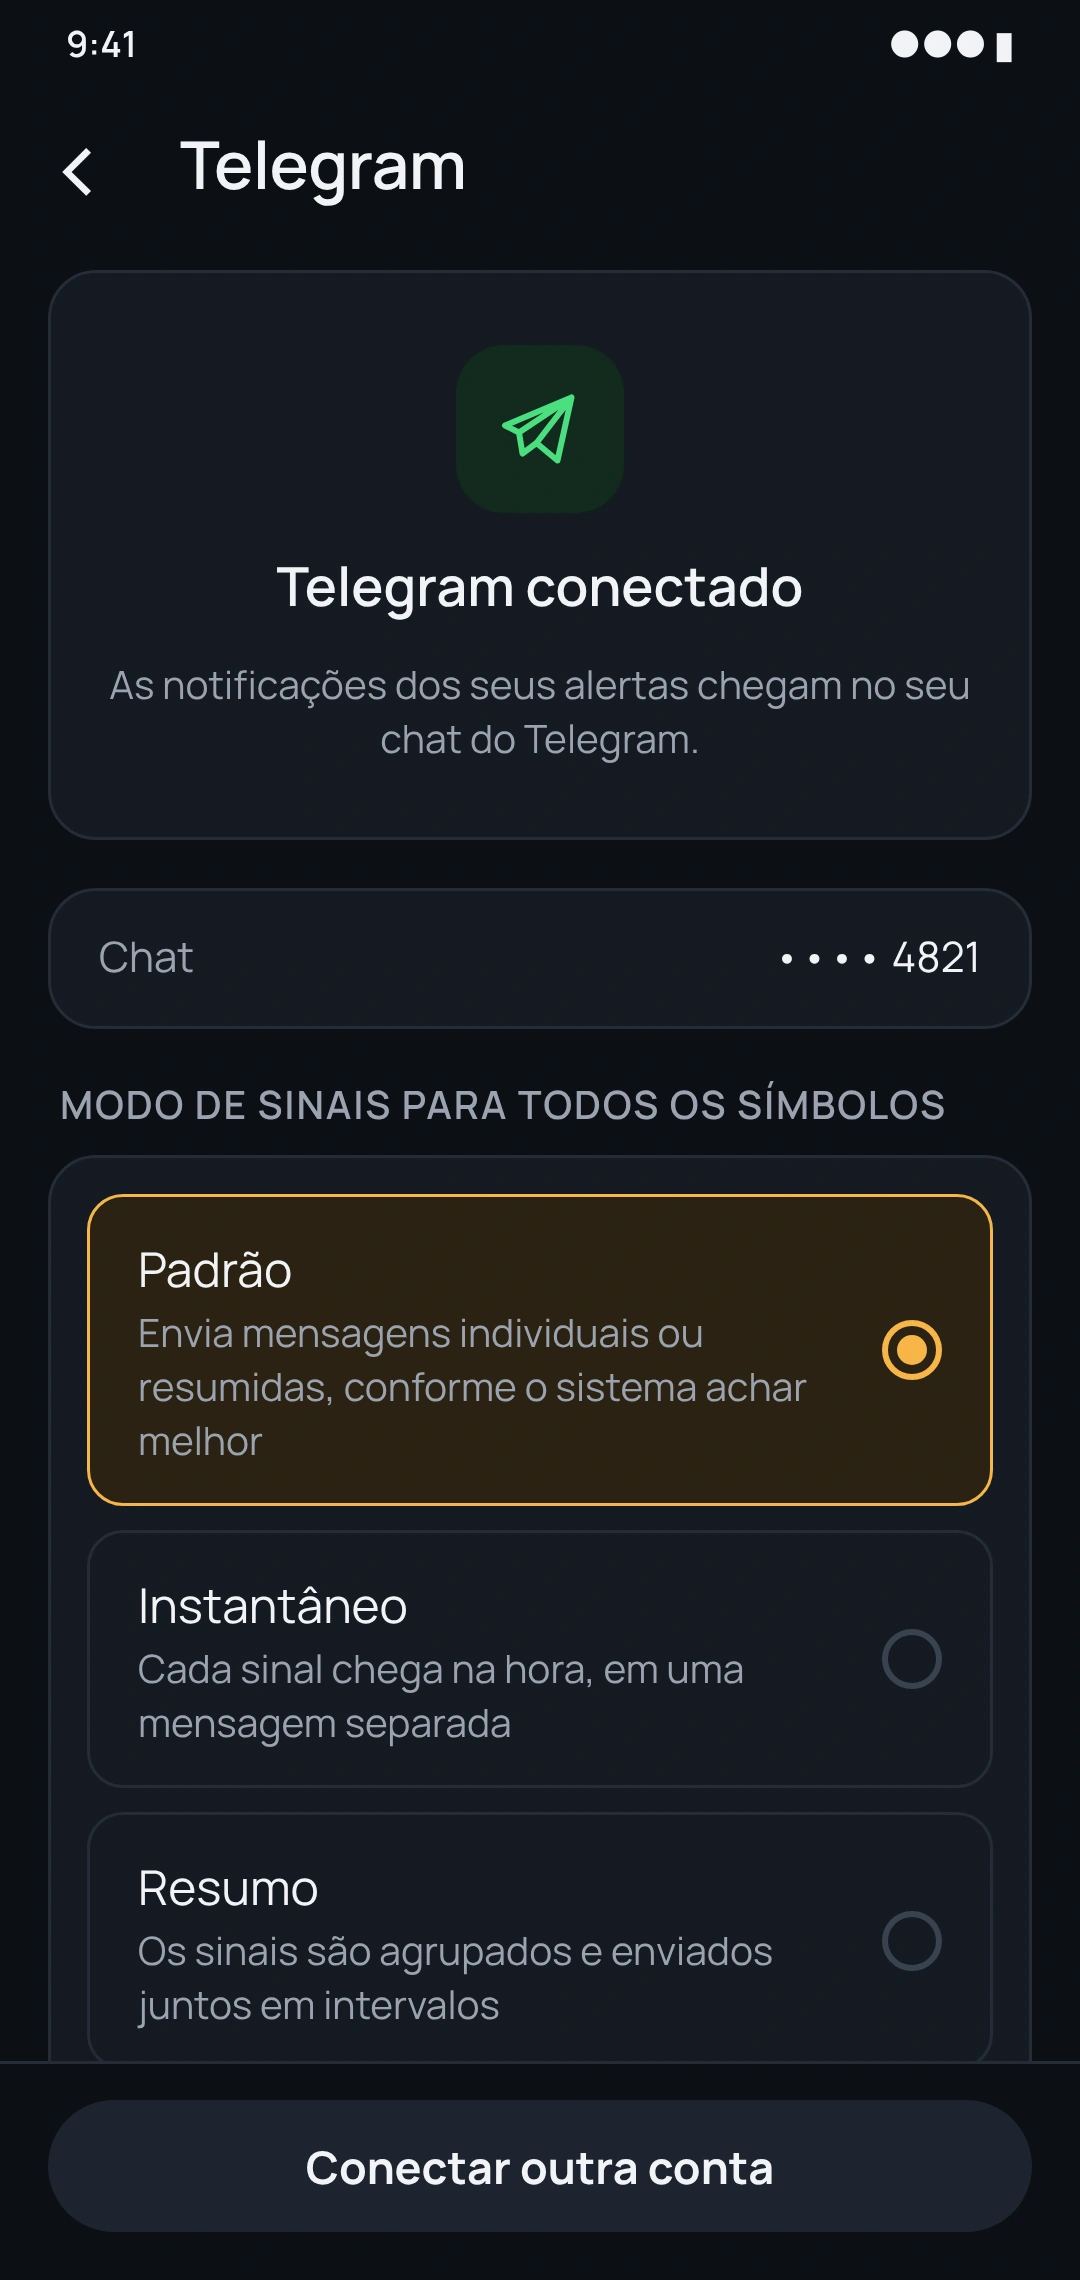 9:41
Telegram
Telegram conectado
As notificações dos seus alertas chegam no seu
chat do Telegram.
Chat
•••• 4821
MODO DE SINAIS PARA TODOS OS SÍMBOLOS
Padrão
Envia mensagens individuais ou
resumidas, conforme o sistema achar
melhor
Instantâneo
Cada sinal chega na hora, em uma
mensagem separada
Resumo
Os sinais são agrupados e enviados
juntos em intervalos
Conectar outra conta